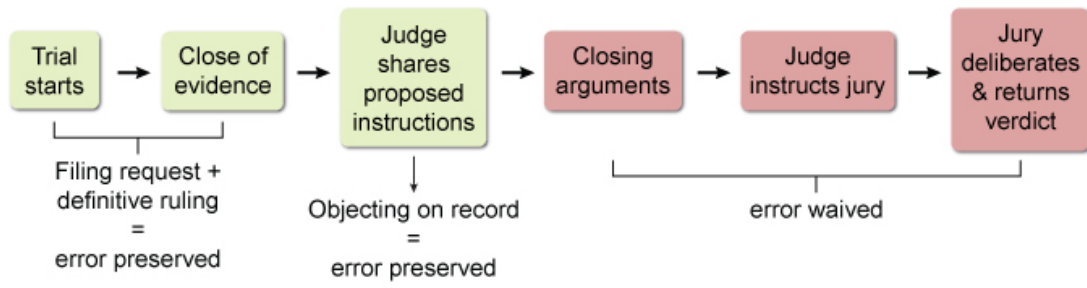 Trial
starts
Close of
evidence
Judge
shares
proposed
instructions
Closing
arguments
Judge
instructs jury
Jury
deliberates
& returns
verdict
Filing request +
definitive ruling
=
error preserved
Objecting on record
=
error preserved
error waived